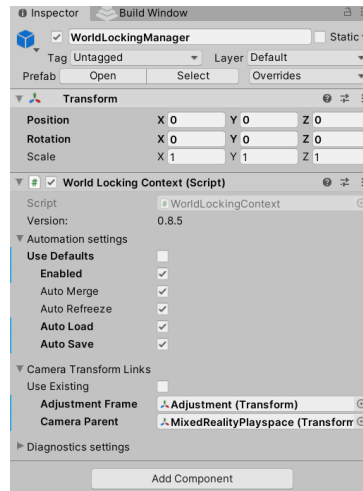 Inspector Build Window
WorldLockingManager Static
Tag Untagged Layer Default
Prefab Open Select Overrides
Transform
Position X 0 Y 0 Z 0
Rotation X 0 Y 0 Z 0
Scale X 1 Y 1 Z 1
# World Locking Context (Script)
Script # WorldLockingContext
Version: 0.8.5
Automation settings
Use Defaults
Enabled
Auto Merge
Auto Refreeze
Auto Load
Auto Save
Camera Transform Links
Use Existing
Adjustment Frame Adjustment (Transform)
Camera Parent MixedRealityPlayspace (Transform
Diagnostics settings
Add Component